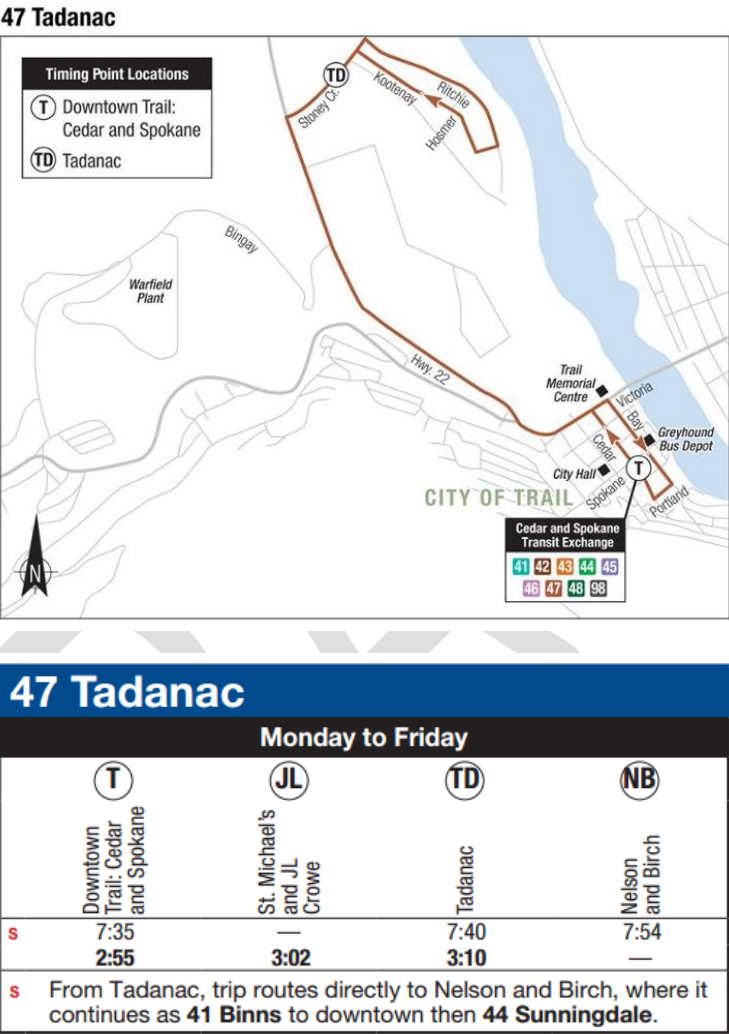 47 Tadanac
Timing Point Locations
T Downtown Trail:
Cedar and Spokane
TD Tadanac
TD
Stoney Cr.
Kootenay
Ritchie
Hosmer
Bingay
Warfield
Plant
Hwy. 22
Trail
Memorial
Centre
Victoria
Bay
Greyhound
Bus Depot
Cedar
City Hall
T
Spokane
Portland
CITY OF TRAIL
Cedar and Spokane
Transit Exchange
41 42 43 44 45
46 47 48 98
N
47 Tadanac
Monday to Friday
T JL TD NB
Downtown
Trail: Cedar
and Spokane
St. Michael's
and JL
Crowe
Tadanac
Nelson
and Birch
s 7:35 — 7:40 7:54
2:55 3:02 3:10 —
s From Tadanac, trip routes directly to Nelson and Birch, where it
continues as 41 Binns to downtown then 44 Sunningdale.